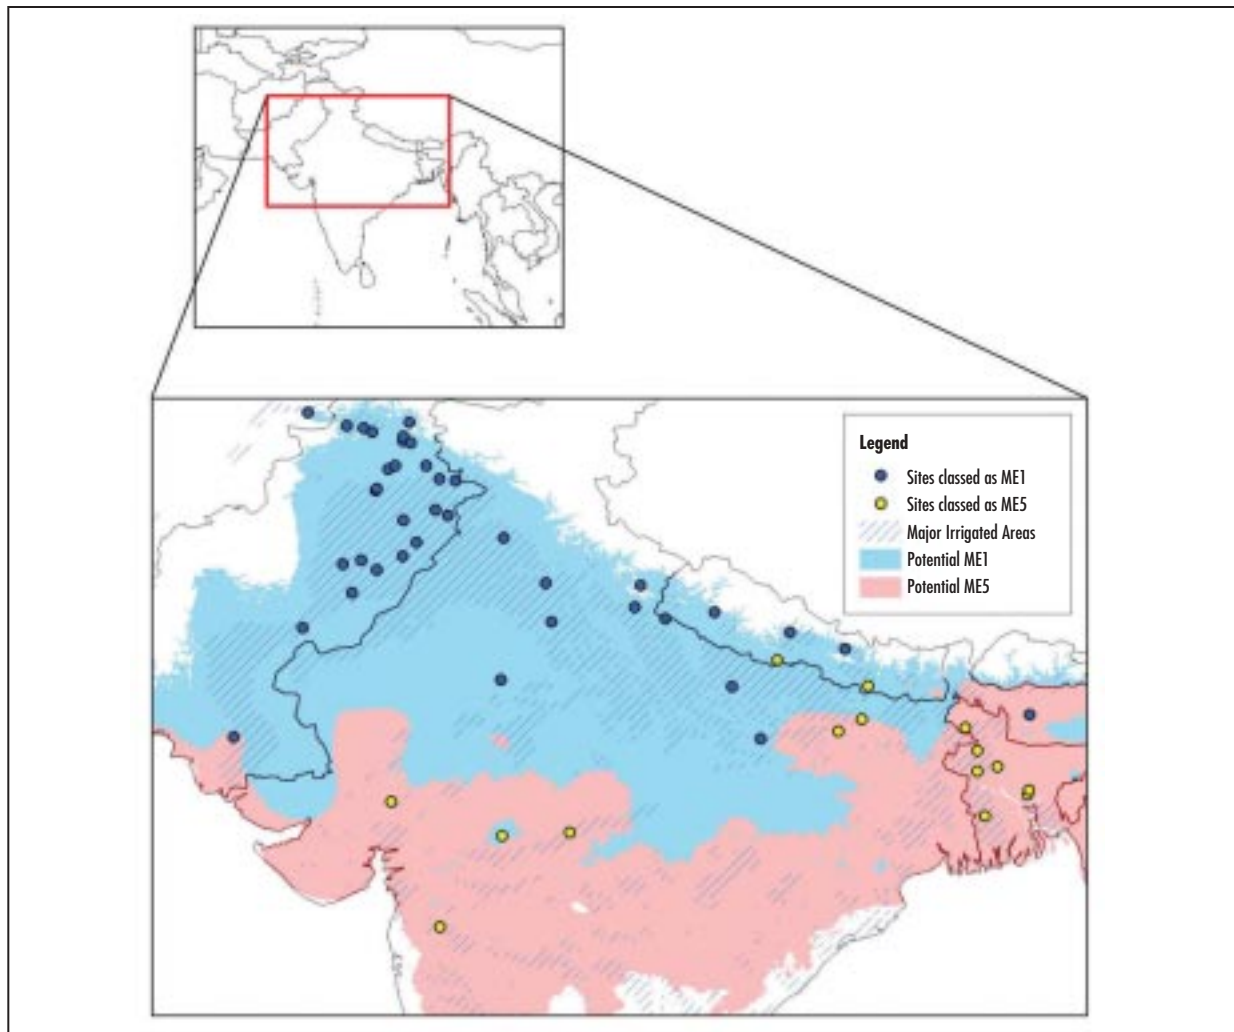 Legend
Sites classed as ME1
Sites classed as ME5
Major Irrigated Areas
Potential ME1
Potential ME5